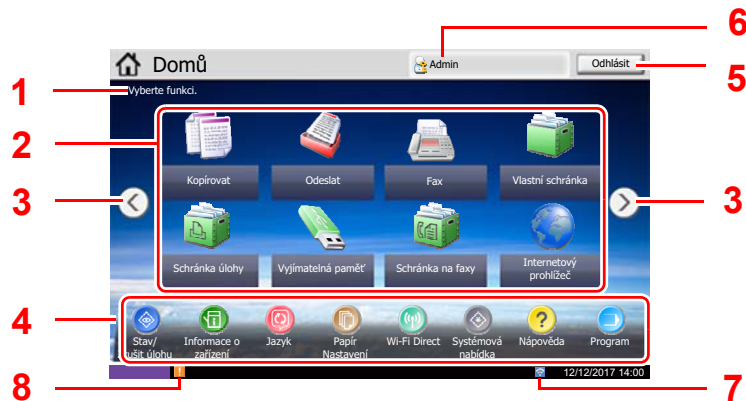 6
Domů
Admin
Odhlásit
5
1
Vyberte funkci.
2
Kopírovat
Odeslat
Fax
Vlastní schránka
3
3
Schránka úlohy
Vyjímatelná paměť
Schránka na faxy
Internetový
prohlížeč
4
Stav/
Informace o
Jazyk
Papír
Wi-Fi Direct
Systémová
Nápověda
Program
ušit úlohu
zařízení
Nastavení
nabídka
12/12/2017 14:00
8
7